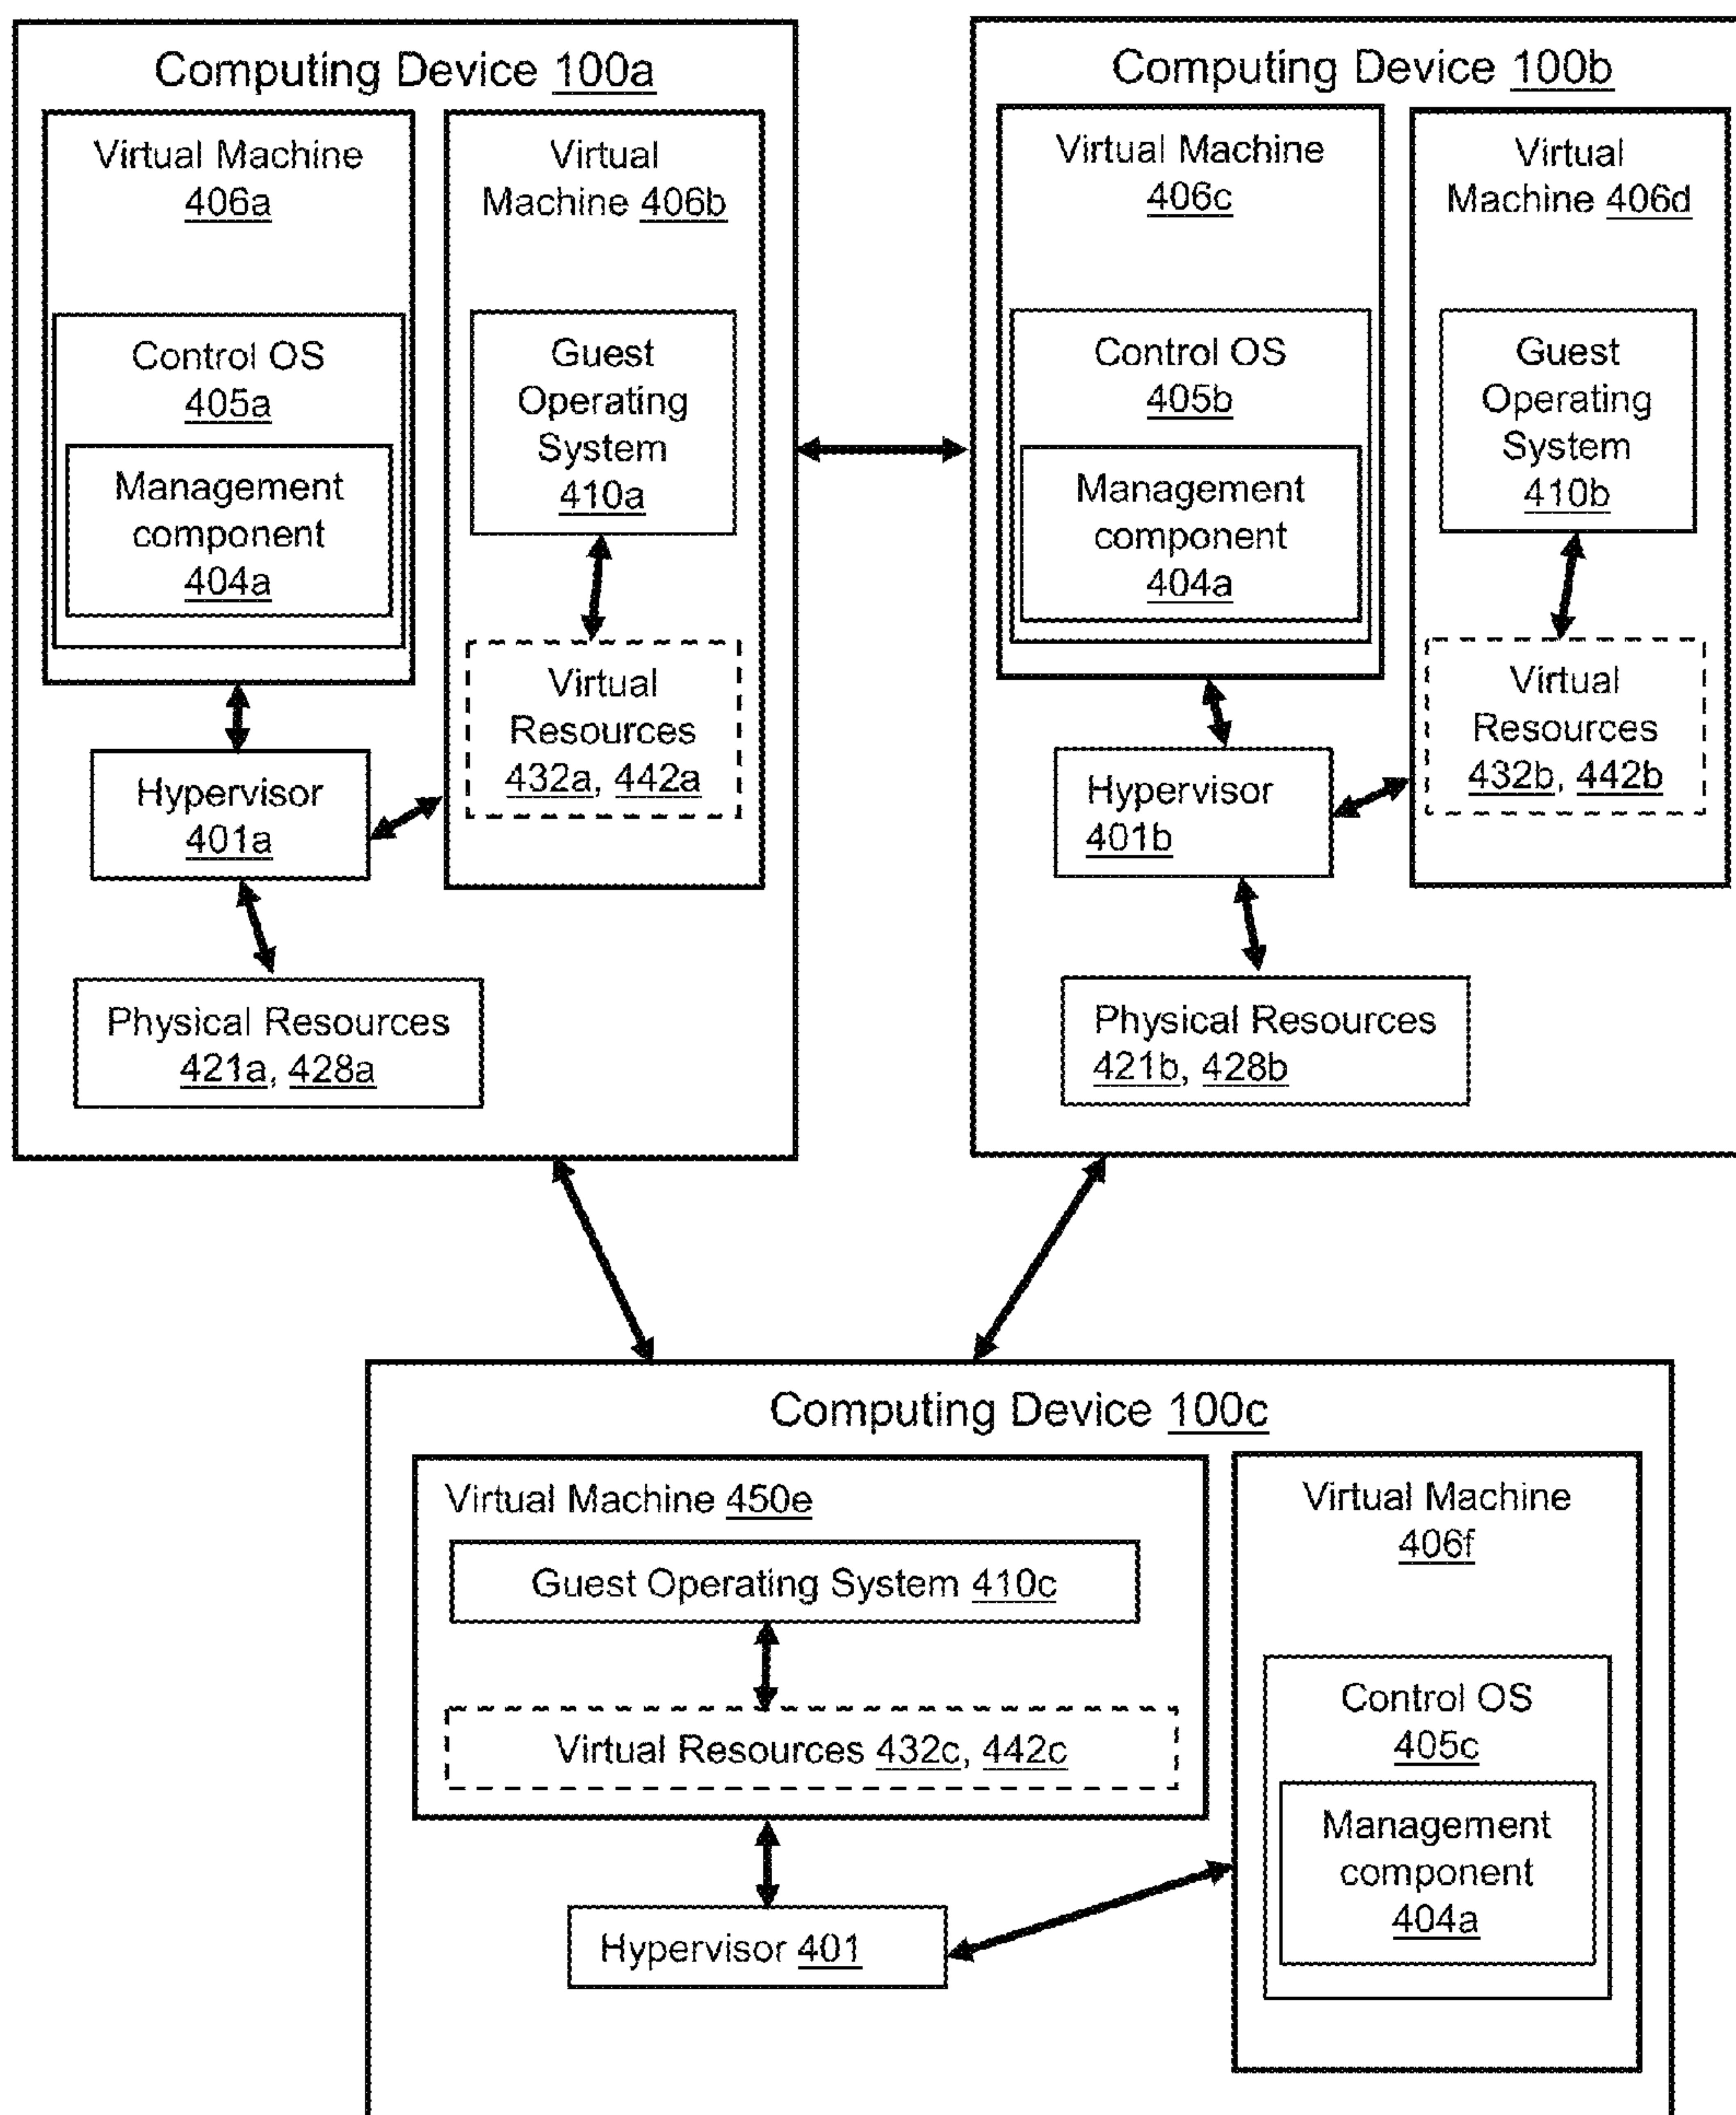 Computing Device 100a
Virtual Machine
406a
Control OS
405a
Management
component
404a
Virtual
Machine 406b
Guest
Operating
System
410a
Virtual
Resources
432a, 442a
Hypervisor
401a
Physical Resources
421a, 428a
Computing Device 100b
Virtual Machine
406c
Control OS
405b
Management
component
404a
Virtual
Machine 406d
Guest
Operating
System
410b
Virtual
Resources
432b, 442b
Hypervisor
401b
Physical Resources
421b, 428b
Computing Device 100c
Virtual Machine 450e
Guest Operating System 410c
Virtual Resources 432c, 442c
Hypervisor 401
Virtual Machine
406f
Control OS
405c
Management
component
404a